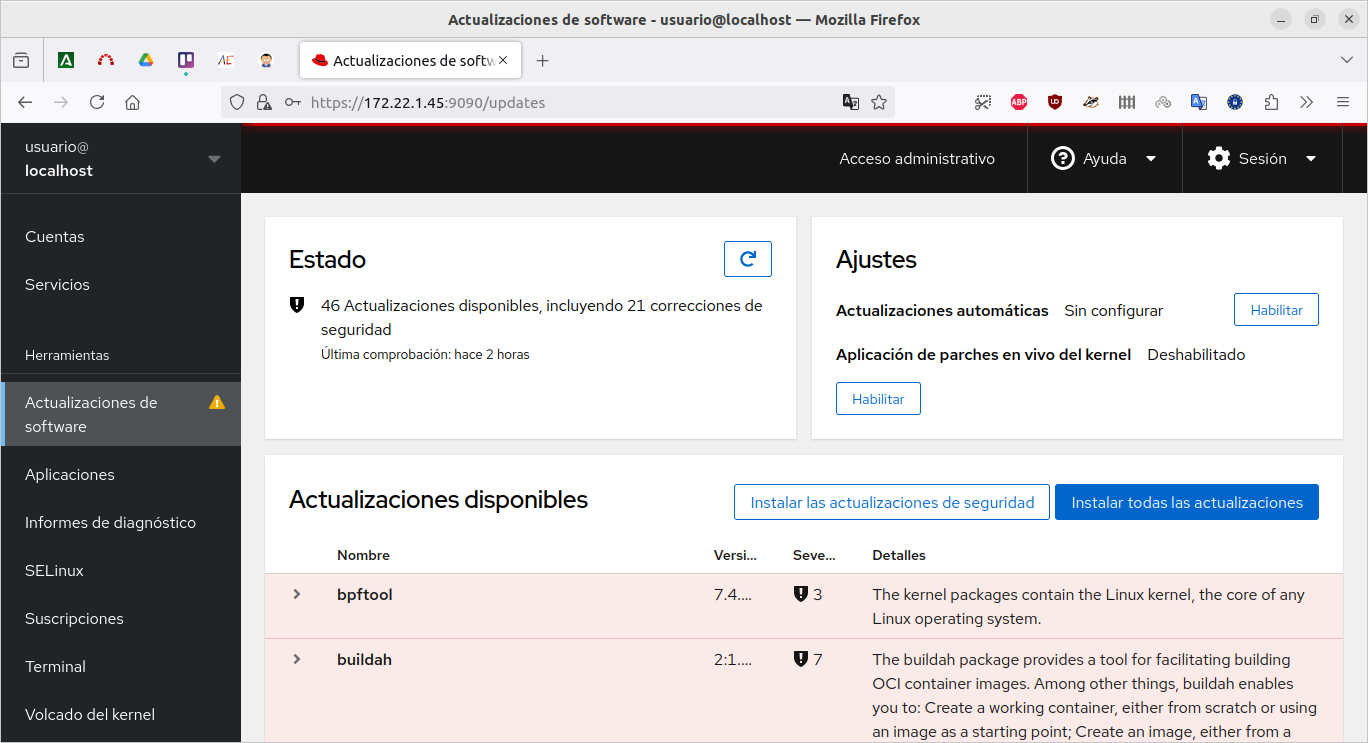 Actualizaciones de software - usuario@localhost — Mozilla Firefox
Actualizaciones de softw
https://172.22.1.45:9090/updates
ABP
usuario@
localhost
Acceso administrativo
Ayuda
Sesión
Cuentas
Servicios
Herramientas
Actualizaciones de
software
Aplicaciones
Informes de diagnóstico
SELinux
Suscripciones
Terminal
Volcado del kernel
Estado
46 Actualizaciones disponibles, incluyendo 21 correcciones de
seguridad
Última comprobación: hace 2 horas
Ajustes
Actualizaciones automáticas Sin configurar Habilitar
Aplicación de parches en vivo del kernel Deshabilitado
Habilitar
Actualizaciones disponibles
Instalar las actualizaciones de seguridad
Instalar todas las actualizaciones
Nombre Versi... Seve... Detalles
bpftool 7.4.... 3 The kernel packages contain the Linux kernel, the core of any
Linux operating system.
buildah 2:1.... 7 The buildah package provides a tool for facilitating building
OCI container images. Among other things, buildah enables
you to: Create a working container, either from scratch or using
an image as a starting point; Create an image, either from a